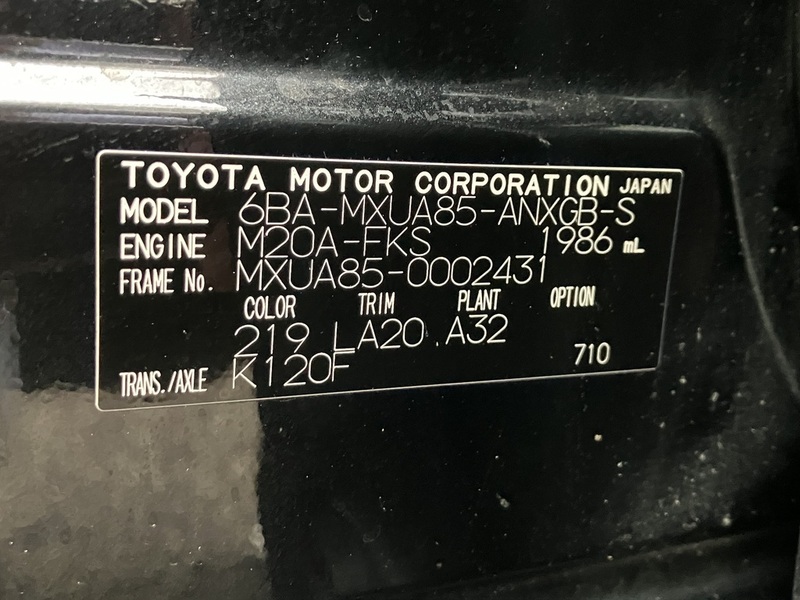 TOYOTA MOTOR CORPORATION JAPAN
MODEL 6BA-MXUA85-ANXGB-S
ENGINE M20A-FKS 1986 mL
FRAME No. MXUA85-0002431
COLOR TRIM PLANT OPTION
219 LA20 A32
TRANS./AXLE K120F 710